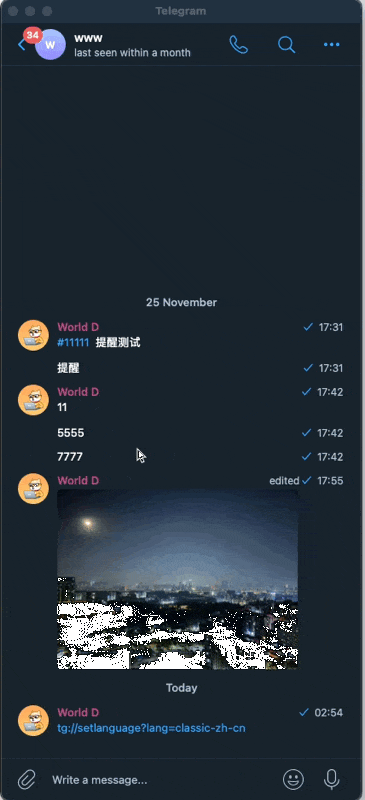 Telegram
34
W
www
last seen within a month
25 November
World D
17:31
#11111 提醒测试
提醒
17:31
World D
17:42
11
5555
17:42
7777
17:42
World D
edited 17:55
Today
World D
02:54
tg://setlanguage?lang=classic-zh-cn
Write a message...